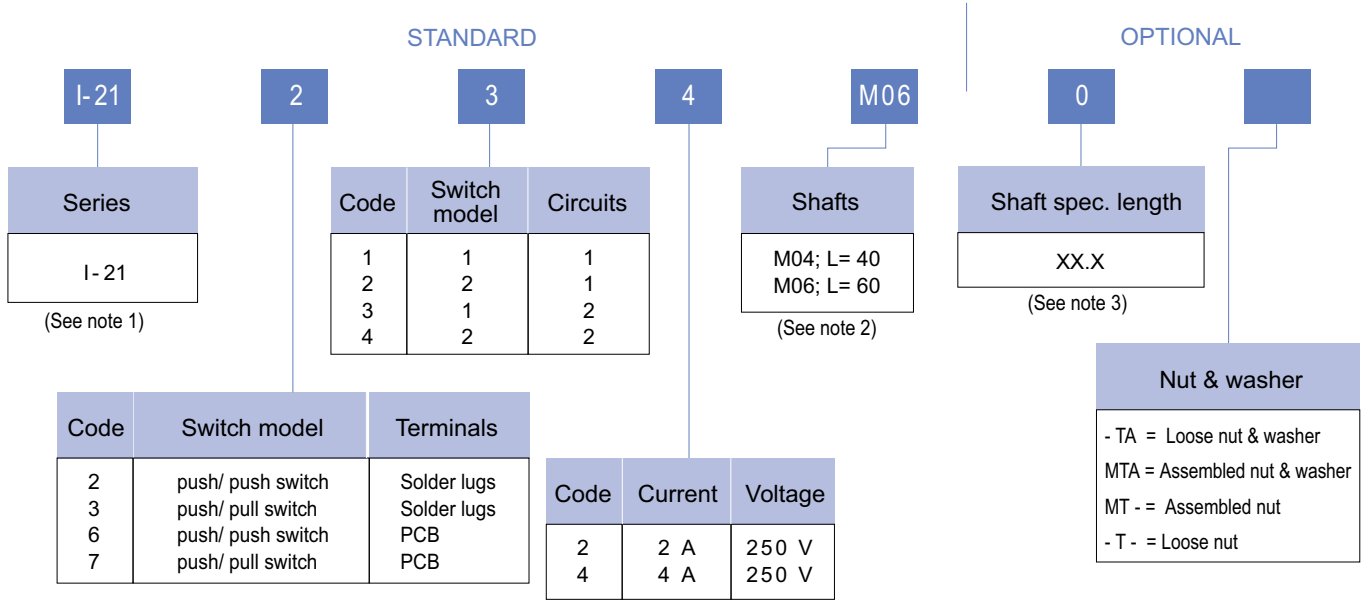 STANDARD
OPTIONAL
I-21 2 3 4 M06 0
Series
I-21
(See note 1)
Code Switch model Circuits
1 1 1
2 2 1
3 1 2
4 2 2
Shafts
M04; L= 40
M06; L= 60
(See note 2)
Shaft spec. length
XX.X
(See note 3)
Code Switch model Terminals
2 push/ push switch Solder lugs
3 push/ pull switch Solder lugs
6 push/ push switch PCB
7 push/ pull switch PCB
Code Current Voltage
2 2 A 250 V
4 4 A 250 V
Nut & washer
- TA = Loose nut & washer
MTA = Assembled nut & washer
MT - = Assembled nut
- T - = Loose nut